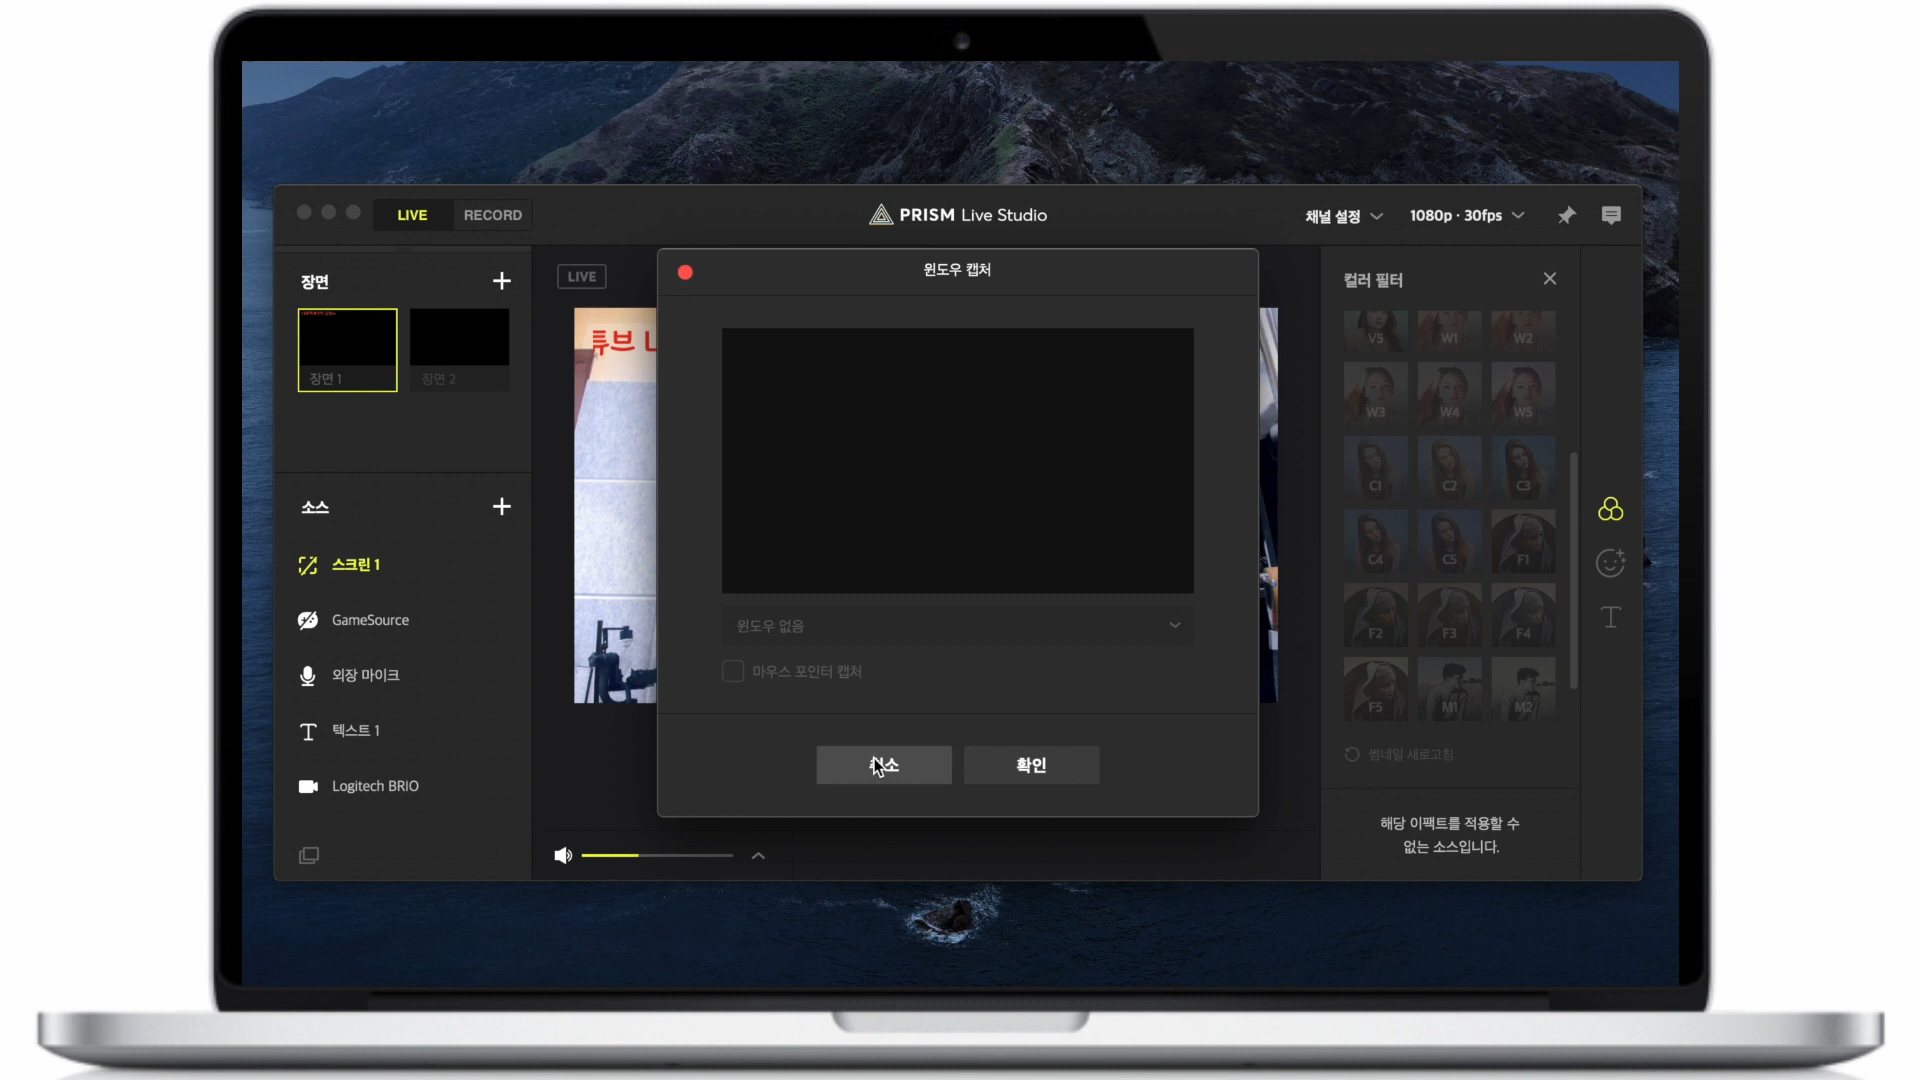 LIVE
RECORD
PRISM Live Studio
채널 설정
1080p · 30fps
장면
장면 1
장면 2
소스
스크린 1
GameSource
외장 마이크
텍스트 1
Logitech BRIO
LIVE
투브
윈도우 캡처
윈도우 없음
마우스 포인터 캡처
확인
컬러 필터
V5 W1 W2
W3 W4 W5
C1 C2 C3
C4 C5 F1
F2 F3 F4
F5 M1 M2
썸네일 새로고침
해당 이팩트를 적용할 수
없는 소스입니다.